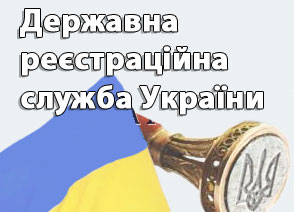 Державна
реєстраційна
служба України